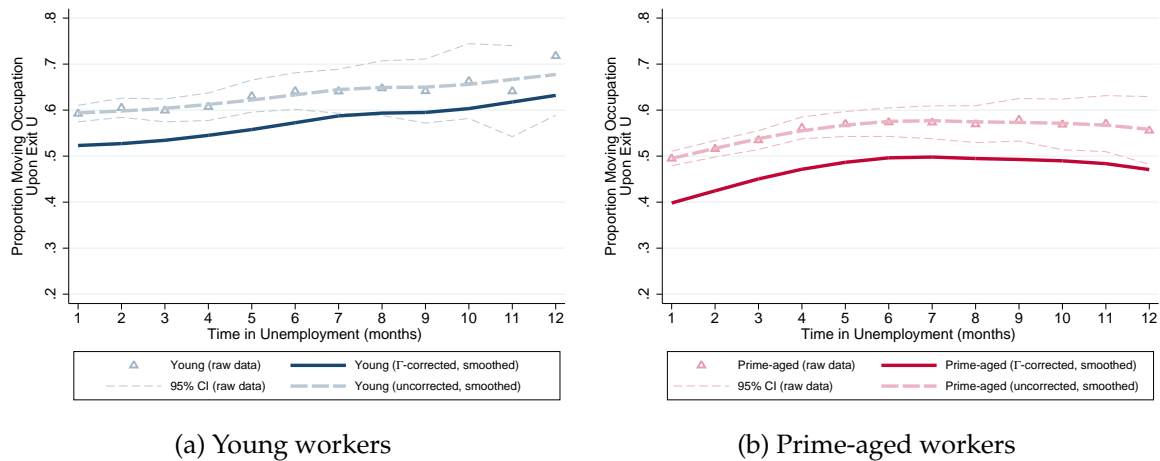 Proportion Moving Occupation
Upon Exit U
.8
.7
.6
.5
.4
.3
.2
1 2 3 4 5 6 7 8 9 10 11 12
Time in Unemployment (months)
Young (raw data) Young (Γ-corrected, smoothed)
95% CI (raw data) Young (uncorrected, smoothed)
(a) Young workers
Proportion Moving Occupation
Upon Exit U
.8
.7
.6
.5
.4
.3
.2
1 2 3 4 5 6 7 8 9 10 11 12
Time in Unemployment (months)
Prime-aged (raw data) Prime-aged (Γ-corrected, smoothed)
95% CI (raw data) Prime-aged (uncorrected, smoothed)
(b) Prime-aged workers